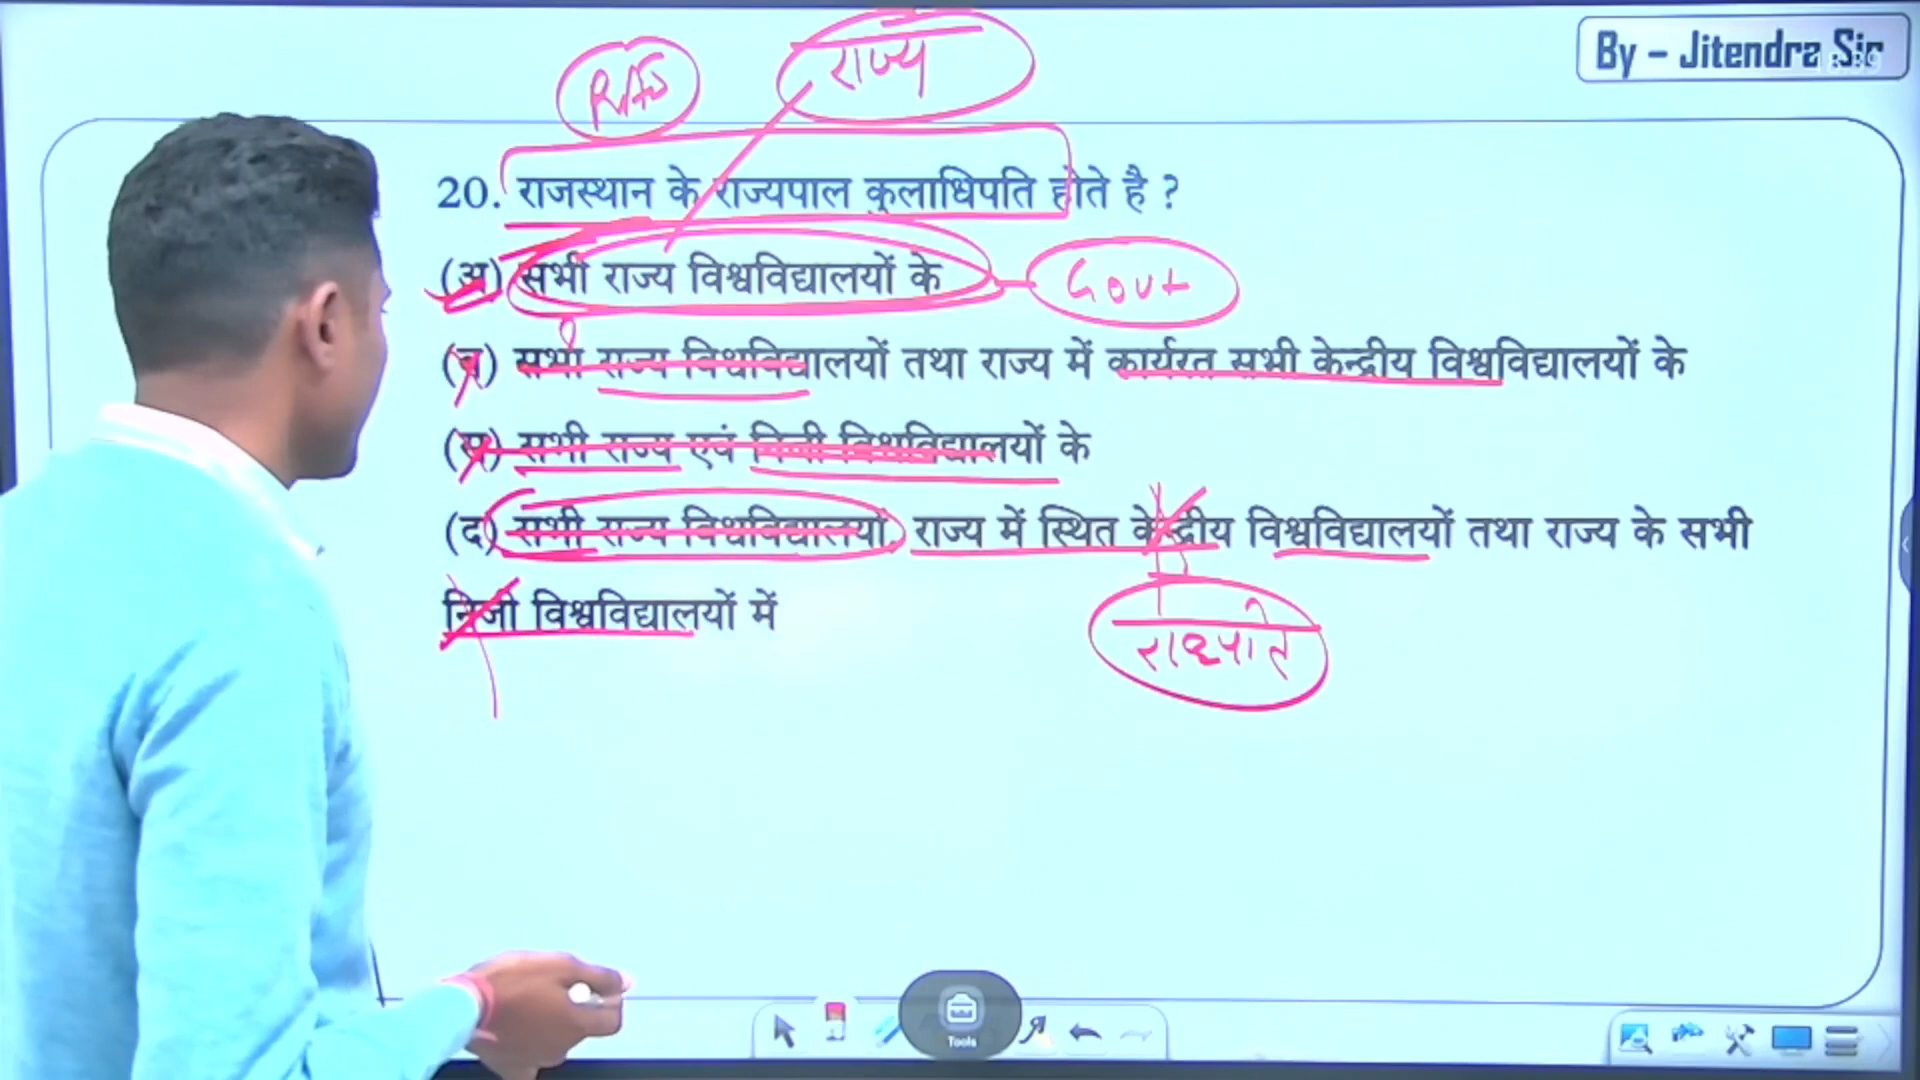 By – Jitendra Sir
RAS
राज्य
20. राजस्थान के राज्यपाल कुलाधिपति होते है ?
(अ) सभी राज्य विश्वविद्यालयों के
Govt
(ब) सभी राज्य विश्वविद्यालयों तथा राज्य में कार्यरत सभी केन्द्रीय विश्वविद्यालयों के
(स) सभी राज्य एवं निजी विश्वविद्यालयों के
(द) सभी राज्य विश्वविद्यालयों, राज्य में स्थित केन्द्रीय विश्वविद्यालयों तथा राज्य के सभी
निजी विश्वविद्यालयों में
Tools